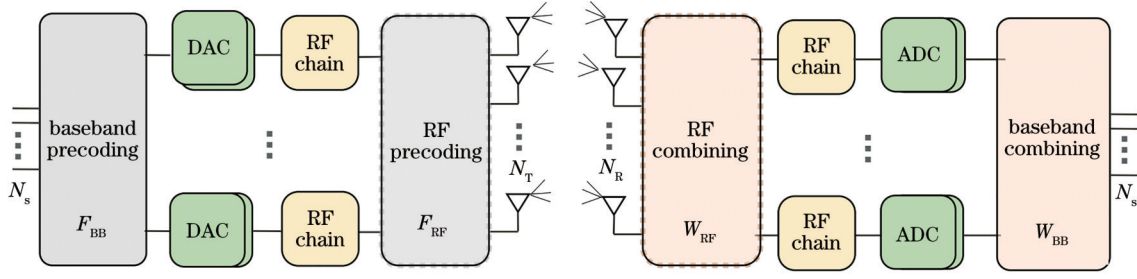 DAC
RF
chain
RF
chain
ADC
baseband
precoding
RF
precoding
RF
combining
baseband
combining
N_s
N_T
N_R
N_s
F_BB
DAC
RF
chain
F_RF
W_RF
RF
chain
ADC
W_BB